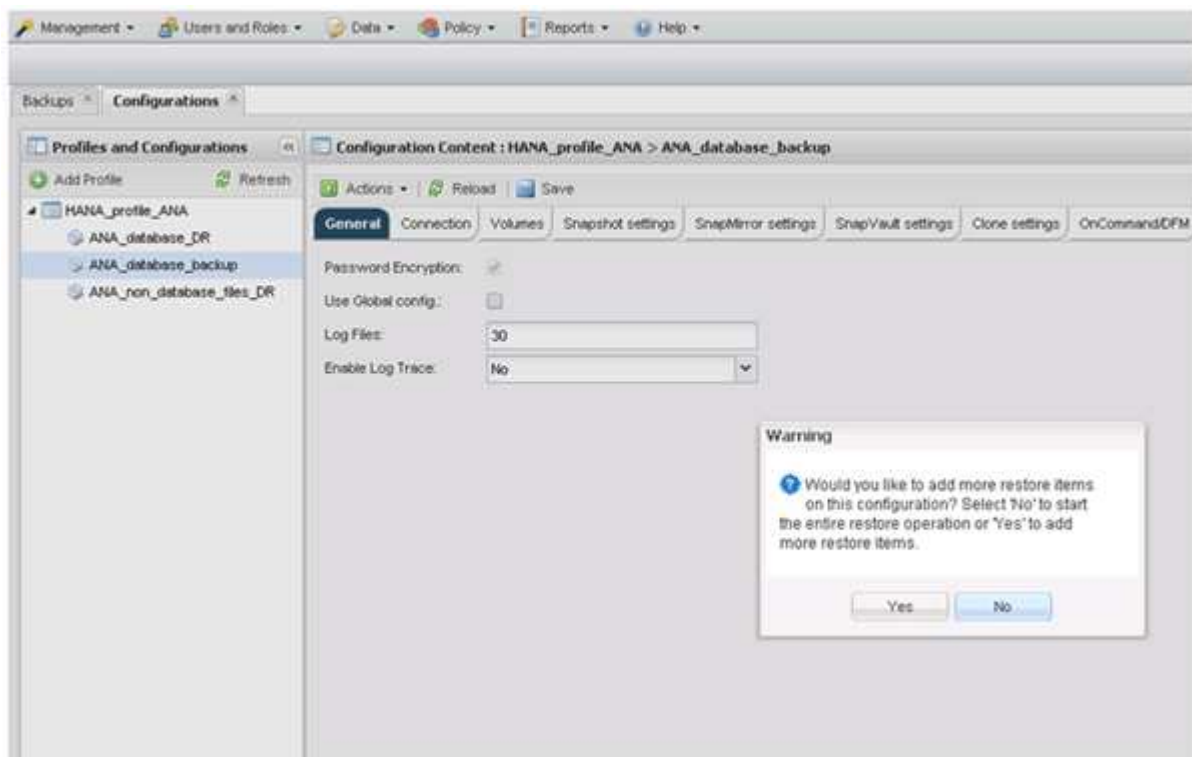 Management Users and Roles Data Policy Reports Help
Backups Configurations
Profiles and Configurations
Add Profile Refresh
HANA_profile_ANA
ANA_database_DR
ANA_database_backup
ANA_non_database_files_DR
Configuration Content : HANA_profile_ANA > ANA_database_backup
Actions Reload Save
General Connection Volumes Snapshot settings SnapMirror settings SnapVault settings Clone settings OnCommand/DFM
Password Encryption:
Use Global config.:
Log Files: 30
Enable Log Trace: No
Warning
Would you like to add more restore items
on this configuration? Select 'No' to start
the entire restore operation or 'Yes' to add
more restore items.
Yes No